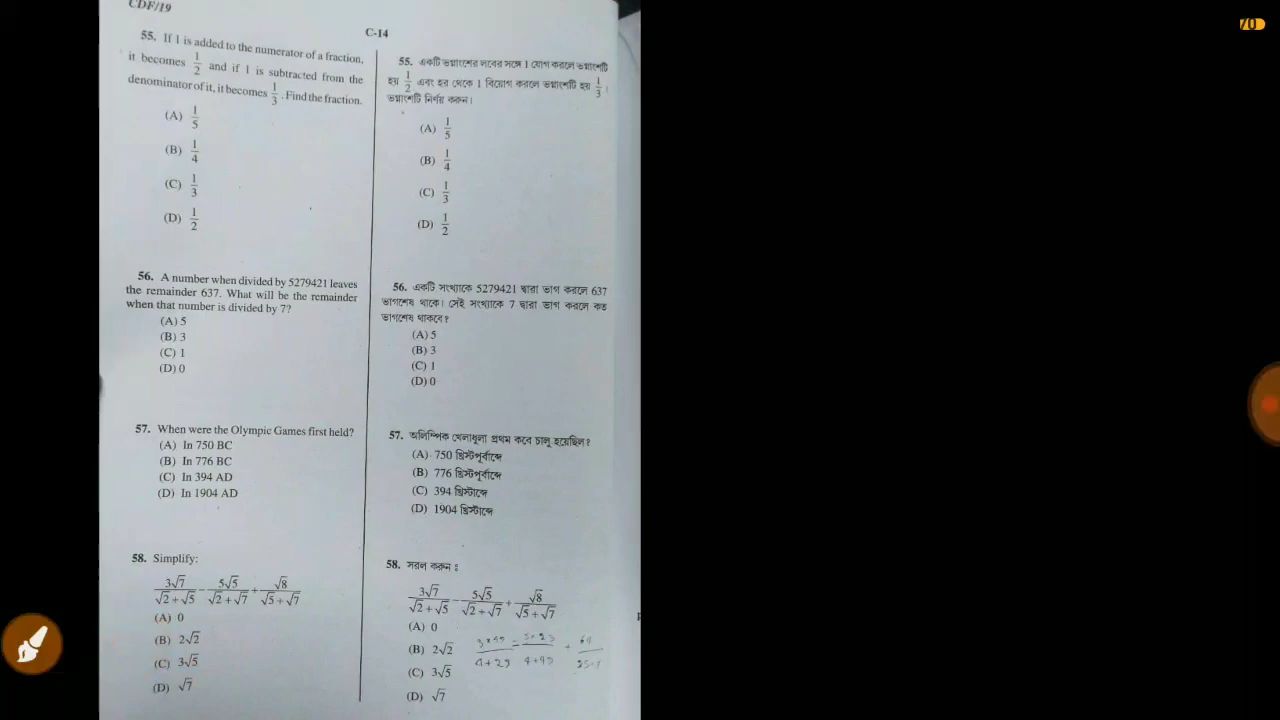 CDF/19
C-14
55. If 1 is added to the numerator of a fraction,
it becomes 1/2 and if 1 is subtracted from the
denominator of it, it becomes 1/3. Find the fraction.
(A) 1/5
(B) 1/4
(C) 1/3
(D) 1/2
56. A number when divided by 5279421 leaves
the remainder 637. What will be the remainder
when that number is divided by 7?
(A) 5
(B) 3
(C) 1
(D) 0
57. When were the Olympic Games first held?
(A) In 750 BC
(B) In 776 BC
(C) In 394 AD
(D) In 1904 AD
58. Simplify:
3√7/(√2+√5) − 5√5/(√2+√7) + √8/(√5+√7)
(A) 0
(B) 2√2
(C) 3√5
(D) √7
55. একটি ভগ্নাংশের লবের সঙ্গে 1 যোগ করলে ভগ্নাংশটি
হয় 1/2 এবং হর থেকে 1 বিয়োগ করলে ভগ্নাংশটি হয় 1/3।
ভগ্নাংশটি নির্ণয় করুন।
(A) 1/5
(B) 1/4
(C) 1/3
(D) 1/2
56. একটি সংখ্যাকে 5279421 দ্বারা ভাগ করলে 637
ভাগশেষ থাকে। সেই সংখ্যাকে 7 দ্বারা ভাগ করলে কত
ভাগশেষ থাকবে?
(A) 5
(B) 3
(C) 1
(D) 0
57. অলিম্পিক খেলাধূলা প্রথম কবে চালু হয়েছিল?
(A) 750 খ্রিস্টপূর্বাব্দে
(B) 776 খ্রিস্টপূর্বাব্দে
(C) 394 খ্রিস্টাব্দে
(D) 1904 খ্রিস্টাব্দে
58. সরল করুন :
3√7/(√2+√5) − 5√5/(√2+√7) + √8/(√5+√7)
(A) 0
(B) 2√2
(C) 3√5
(D) √7